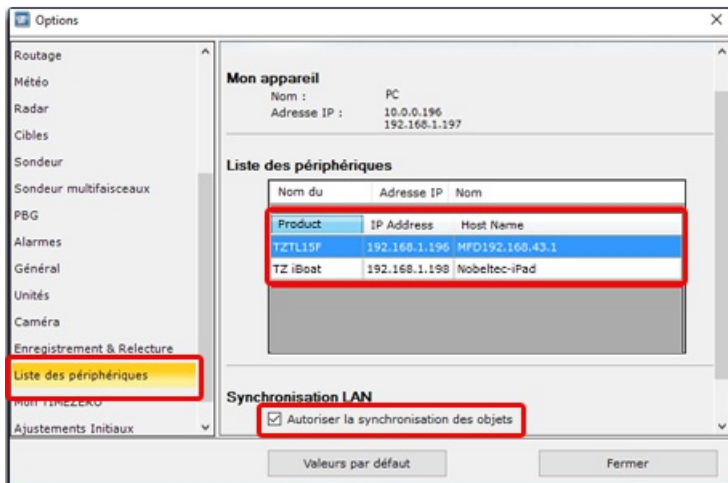 Options
Routage
Météo
Radar
Cibles
Sondeur
Sondeur multifaisceaux
PBG
Alarmes
Général
Unités
Caméra
Enregistrement & Relecture
Liste des périphériques
Mon TIMEZERO
Ajustements Initiaux
Mon appareil
Nom : PC
Adresse IP : 10.0.0.196
192.168.1.197
Liste des périphériques
Nom du Adresse IP Nom
Product IP Address Host Name
TZTL15F 192.168.1.196 MFD192.168.43.1
TZ iBoat 192.168.1.198 Nobeltec-iPad
Synchronisation LAN
Autoriser la synchronisation des objets
Valeurs par défaut Fermer